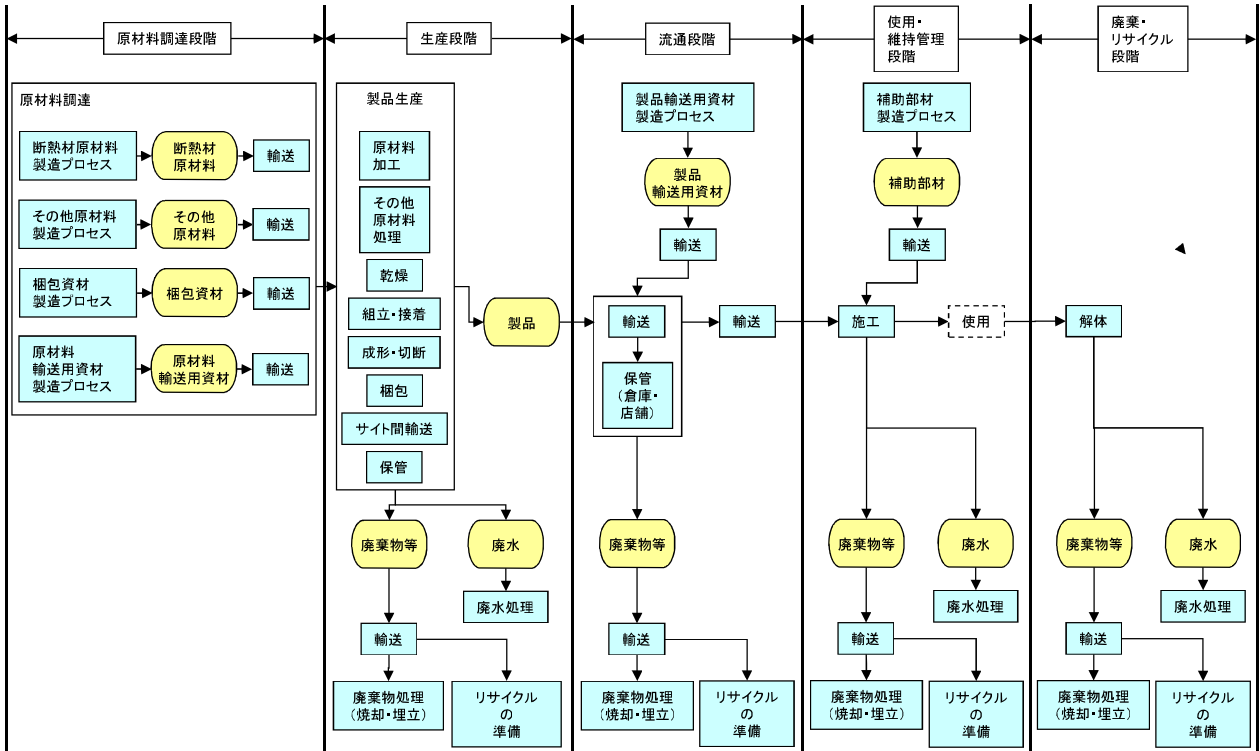 原材料調達段階
生産段階
流通段階
使用・
維持管理
段階
廃棄・
リサイクル
段階
原材料調達
断熱材原材料
製造プロセス
断熱材
原材料
輸送
その他原材料
製造プロセス
その他
原材料
輸送
梱包資材
製造プロセス
梱包資材
輸送
原材料
輸送用資材
製造プロセス
原材料
輸送用資材
輸送
製品生産
原材料
加工
その他
原材料
処理
乾燥
組立・接着
成形・切断
梱包
サイト間輸送
保管
製品
廃棄物等
廃水
廃水処理
輸送
廃棄物処理
(焼却・埋立)
リサイクル
の
準備
製品輸送用資材
製造プロセス
製品
輸送用資材
輸送
輸送
保管
(倉庫・
店舗)
輸送
廃棄物等
輸送
廃棄物処理
(焼却・埋立)
リサイクル
の
準備
補助部材
製造プロセス
補助部材
輸送
施工
使用
廃棄物等
廃水
廃水処理
輸送
廃棄物処理
(焼却・埋立)
リサイクル
の
準備
解体
廃棄物等
廃水
廃水処理
輸送
廃棄物処理
(焼却・埋立)
リサイクル
の
準備